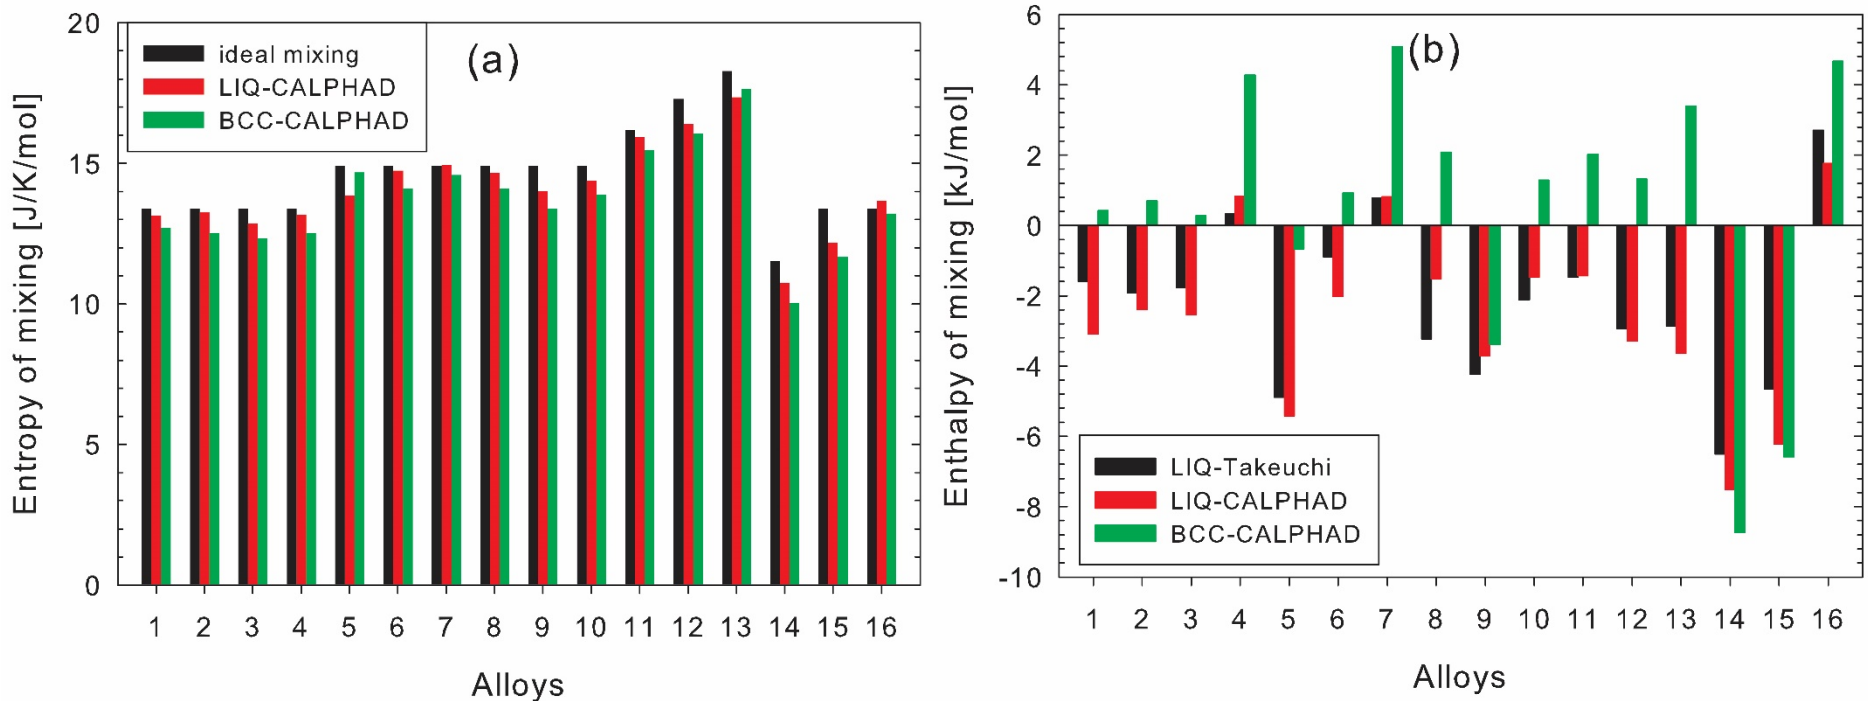 Entropy of mixing [J/K/mol]
20
15
10
5
0
ideal mixing
LIQ-CALPHAD
BCC-CALPHAD
(a)
1 2 3 4 5 6 7 8 9 10 11 12 13 14 15 16
Alloys
Enthalpy of mixing [kJ/mol]
6
4
2
0
-2
-4
-6
-8
-10
(b)
LIQ-Takeuchi
LIQ-CALPHAD
BCC-CALPHAD
1 2 3 4 5 6 7 8 9 10 11 12 13 14 15 16
Alloys